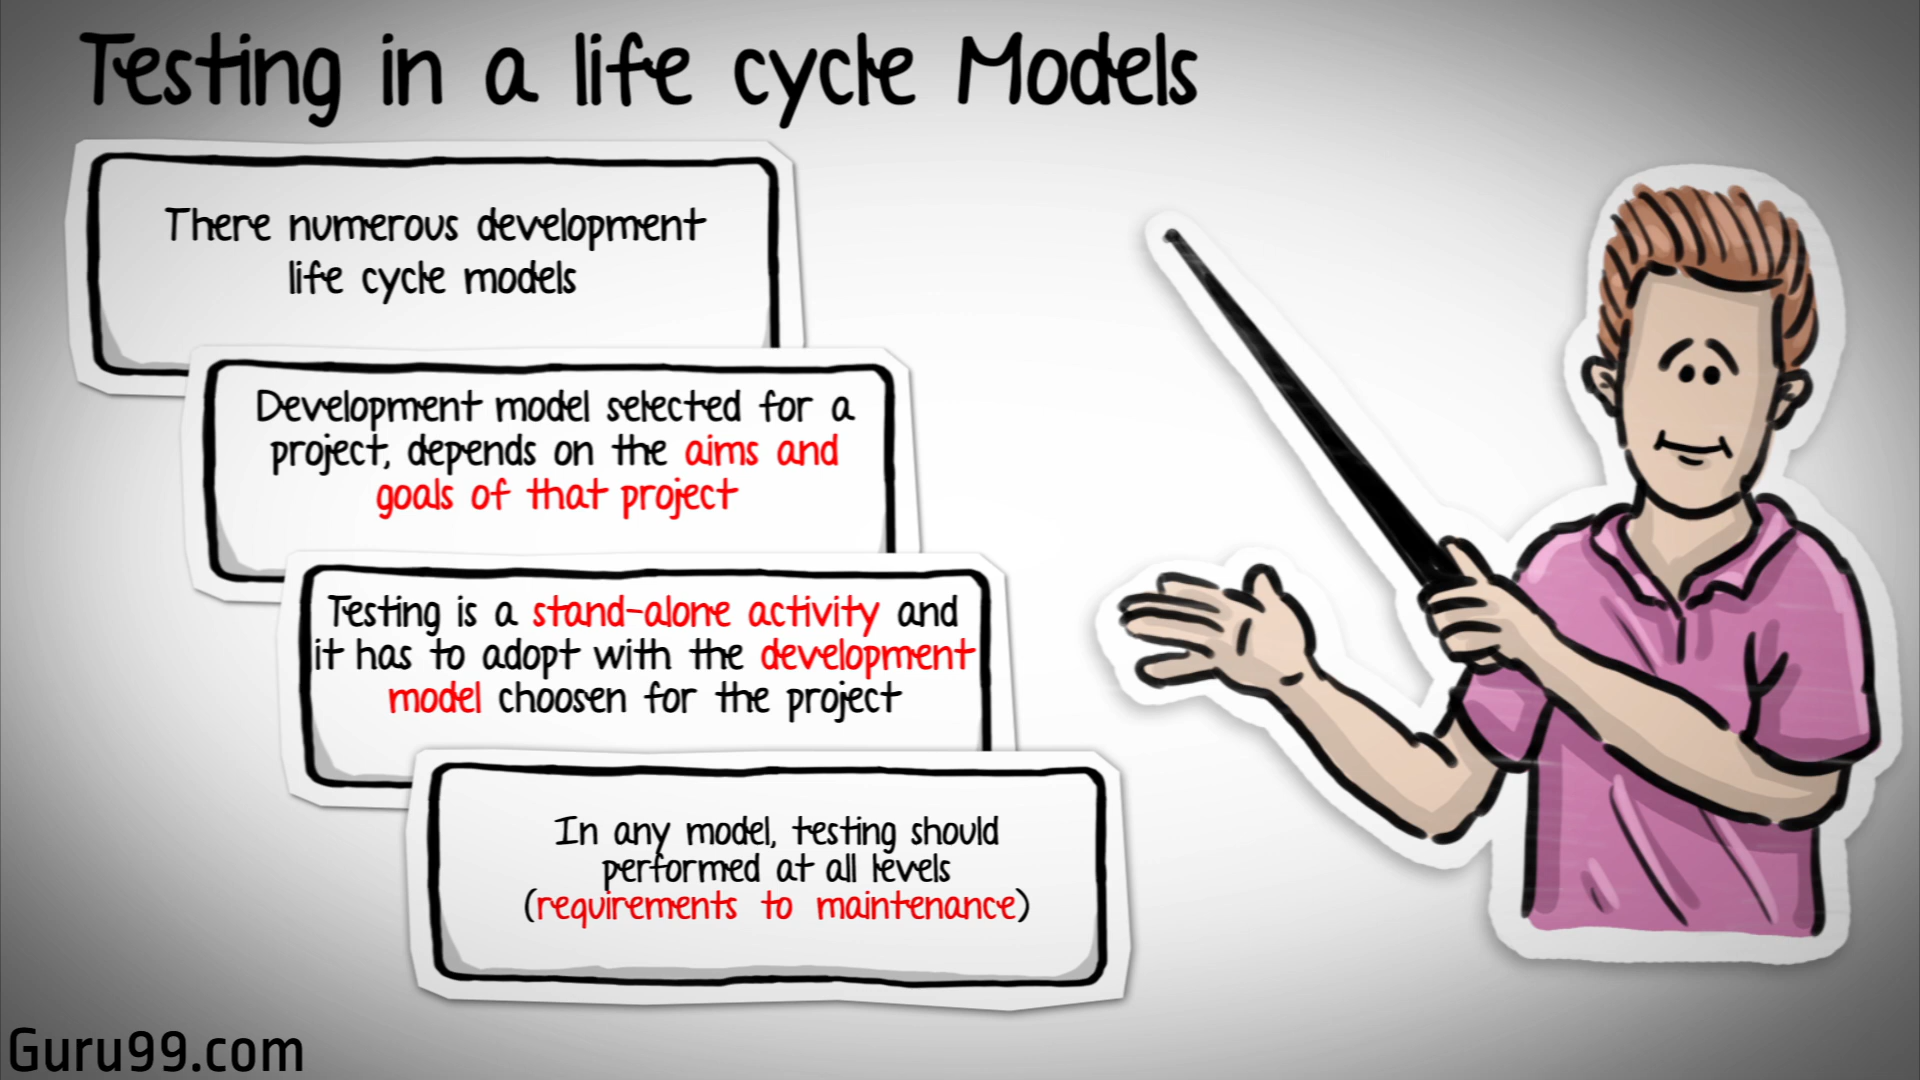 Testing in a life cycle Models
There numerous development
life cycle models
Development model selected for a
project, depends on the aims and
goals of that project
Testing is a stand-alone activity and
it has to adopt with the development
model choosen for the project
In any model, testing should
performed at all levels
(requirements to maintenance)
Guru99.com